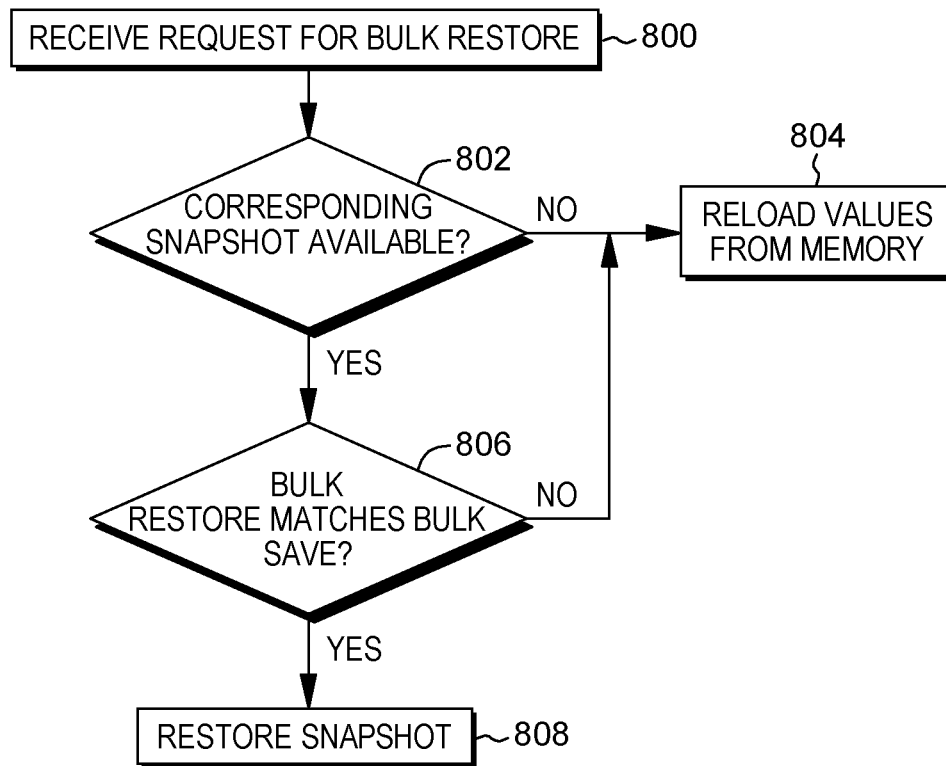 RECEIVE REQUEST FOR BULK RESTORE
800
802
804
CORRESPONDING
SNAPSHOT AVAILABLE?
NO
RELOAD VALUES
FROM MEMORY
YES
806
BULK
RESTORE MATCHES BULK
SAVE?
NO
YES
RESTORE SNAPSHOT
808